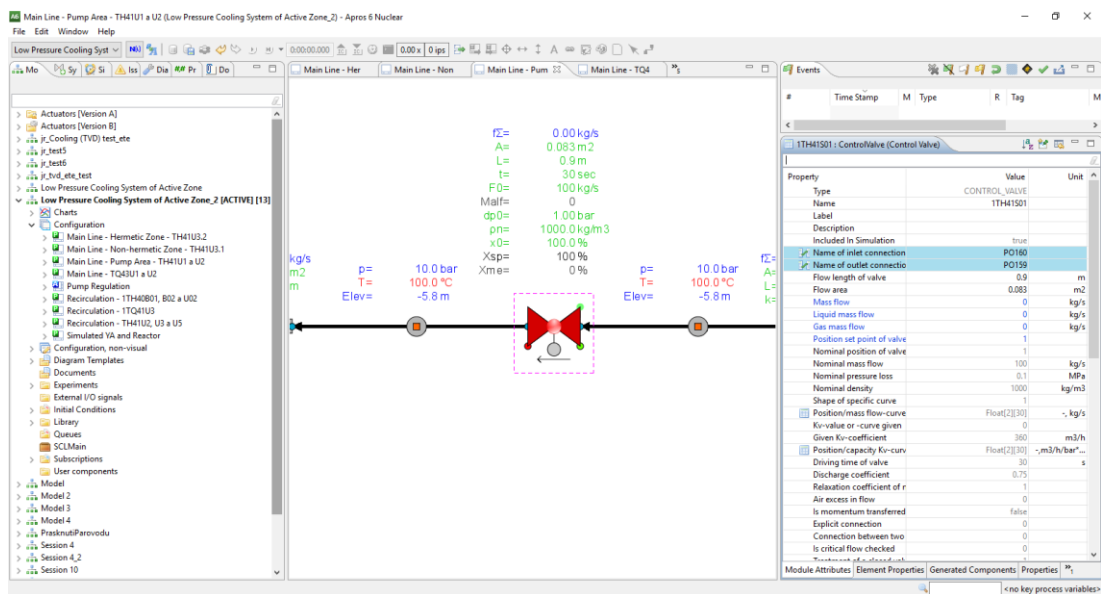 Main Line - Pump Area - TH41U1 a U2 (Low Pressure Cooling System of Active Zone_2) - Apros 6 Nuclear
File Edit Window Help
Low Pressure Cooling Syst 0:00:00.000 0.00 x 0 ips
Mo Sy Si Iss Dia Pr Do
Main Line - Her Main Line - Non Main Line - Pum Main Line - TQ4 5
Events
# Time Stamp M Type R Tag M
Actuators [Version A]
Actuators [Version B]
jr_Cooling (TVD) test_ete
jr_test5
jr_test6
jr_tvd_ete_test
Low Pressure Cooling System of Active Zone
Low Pressure Cooling System of Active Zone_2 [ACTIVE] [13]
Charts
Configuration
Main Line - Hermetic Zone - TH41U3.2
Main Line - Non-hermetic Zone - TH41U3.1
Main Line - Pump Area - TH41U1 a U2
Main Line - TQ43U1 a U2
Pump Regulation
Recirculation - 1TH40B01, B02 a U02
Recirculation - 1TQ41U3
Recirculation - TH41U2, U3 a U5
Simulated YA and Reactor
Configuration, non-visual
Diagram Templates
Documents
Experiments
External I/O signals
Initial Conditions
Library
Queues
SCLMain
Subscriptions
User components
Model
Model 2
Model 3
Model 4
PrasknutiParovodu
Session 4
Session 4_2
Session 10
fΣ= 0.00 kg/s
A= 0.083 m2
L= 0.9 m
t= 30 sec
F0= 100 kg/s
Malf= 0
dp0= 1.00 bar
ρn= 1000.0 kg/m3
x0= 100.0 %
Xsp= 100 %
Xme= 0 %
kg/s
m2
m
p= 10.0 bar
T= 100.0 °C
Elev= -5.8 m
p= 10.0 bar
T= 100.0 °C
Elev= -5.8 m
fΣ=
A=
L=
k=
1TH41S01 : ControlValve (Control Valve)
Property Value Unit
Type CONTROL_VALVE
Name 1TH41S01
Label
Description
Included In Simulation true
Name of inlet connection PO160
Name of outlet connectio PO159
Flow length of valve 0.9 m
Flow area 0.083 m2
Mass flow 0 kg/s
Liquid mass flow 0 kg/s
Gas mass flow 0 kg/s
Position set point of valve 1
Nominal position of valve 1
Nominal mass flow 100 kg/s
Nominal pressure loss 0.1 MPa
Nominal density 1000 kg/m3
Shape of specific curve 1
Position/mass flow-curve Float[2][30] -, kg/s
Kv-value or -curve given 0
Given Kv-coefficient 360 m3/h
Position/capacity Kv-curv Float[2][30] -,m3/h/bar*...
Driving time of valve 30 s
Discharge coefficient 0.75
Relaxation coefficient of r 1
Air excess in flow 0
Is momentum transferred false
Explicit connection 0
Connection between two 0
Is critical flow checked 0
Module Attributes Element Properties Generated Components Properties 1
<no key process variables>